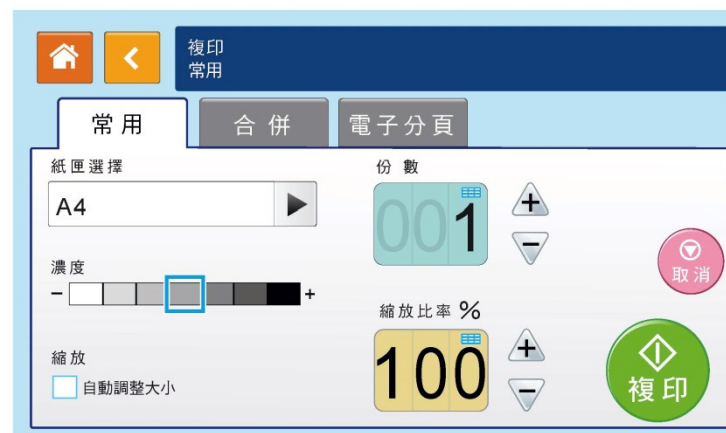 複印
常用
常用
合併
電子分頁
紙匣選擇
A4
濃度
- +
縮放
自動調整大小
份數
001
+
-
縮放比率 %
100
+
-
取消
複印